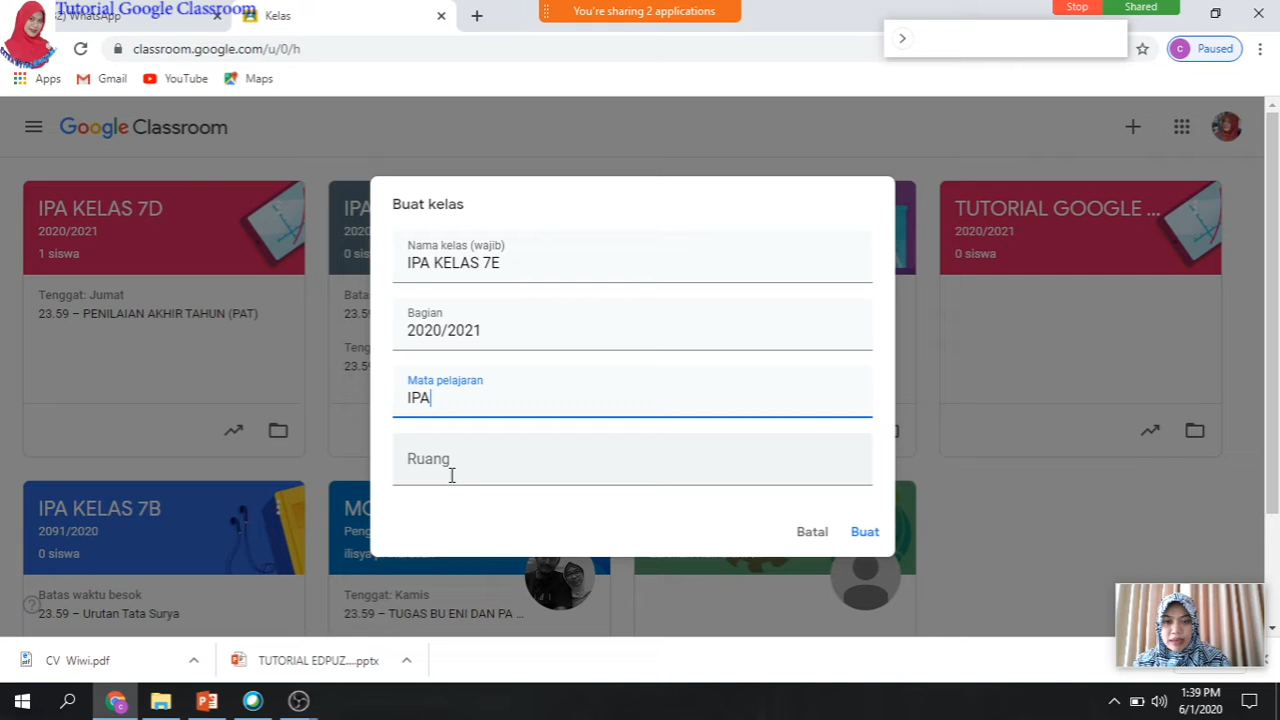 Tutorial Google Classroom
Kelas
You're sharing 2 applications
Stop
Shared
classroom.google.com/u/0/h
Paused
Apps
Gmail
YouTube
Maps
Google Classroom
IPA KELAS 7D
2020/2021
1 siswa
Tenggat: Jumat
23.59 – PENILAIAN AKHIR TAHUN (PAT)
TUTORIAL GOOGLE ...
2020/2021
0 siswa
Buat kelas
Nama kelas (wajib)
IPA KELAS 7E
Bagian
2020/2021
Mata pelajaran
IPA
Ruang
Batal
Buat
IPA KELAS 7B
2091/2020
0 siswa
Batas waktu besok
23.59 – Urutan Tata Surya
Tenggat: Kamis
23.59 – TUGAS BU ENI DAN PA ...
CV Wiwi.pdf
TUTORIAL EDPUZ....pptx
1:39 PM
6/1/2020